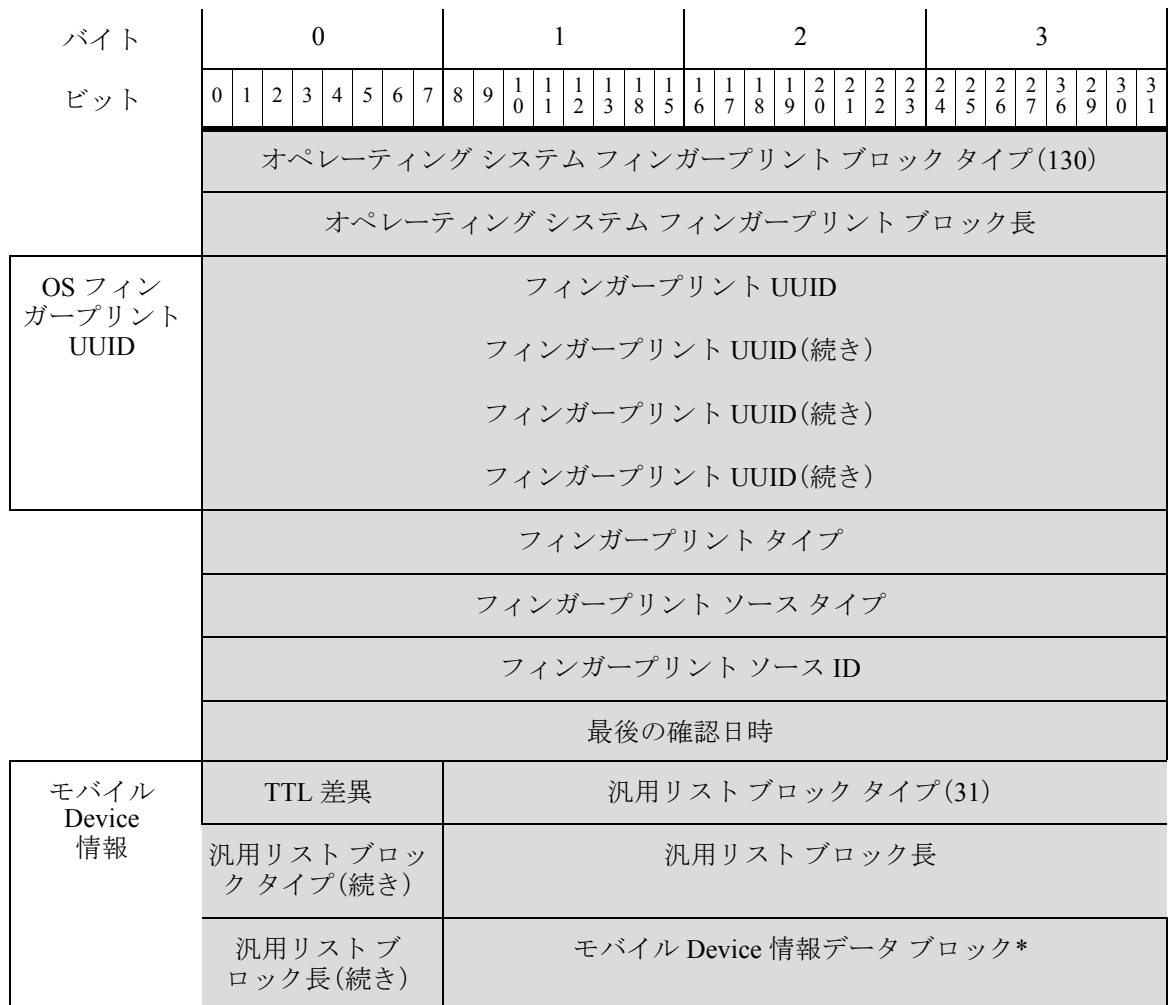 バイト 0 1 2 3
ビット 0 1 2 3 4 5 6 7 8 9 10 11 12 13 18 15 16 17 18 19 20 21 22 23 24 25 26 27 36 29 30 31
オペレーティング システム フィンガープリント ブロック タイプ(130)
オペレーティング システム フィンガープリント ブロック長
OS フィン
ガープリント
UUID
フィンガープリント UUID
フィンガープリント UUID(続き)
フィンガープリント UUID(続き)
フィンガープリント UUID(続き)
フィンガープリント タイプ
フィンガープリント ソース タイプ
フィンガープリント ソース ID
最後の確認日時
モバイル
Device
情報
TTL 差異
汎用リスト ブロック タイプ(31)
汎用リスト ブロッ
ク タイプ(続き)
汎用リスト ブロック長
汎用リスト ブ
ロック長(続き)
モバイル Device 情報データ ブロック*